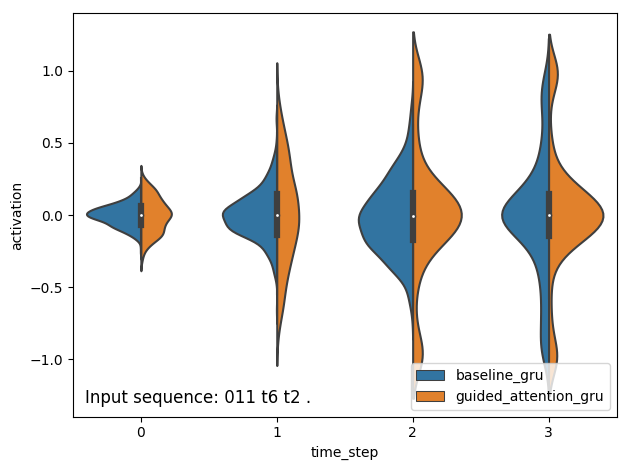 1.0
0.5
0.0
−0.5
−1.0
activation
Input sequence: 011 t6 t2 .
baseline_gru
guided_attention_gru
0 1 2 3
time_step